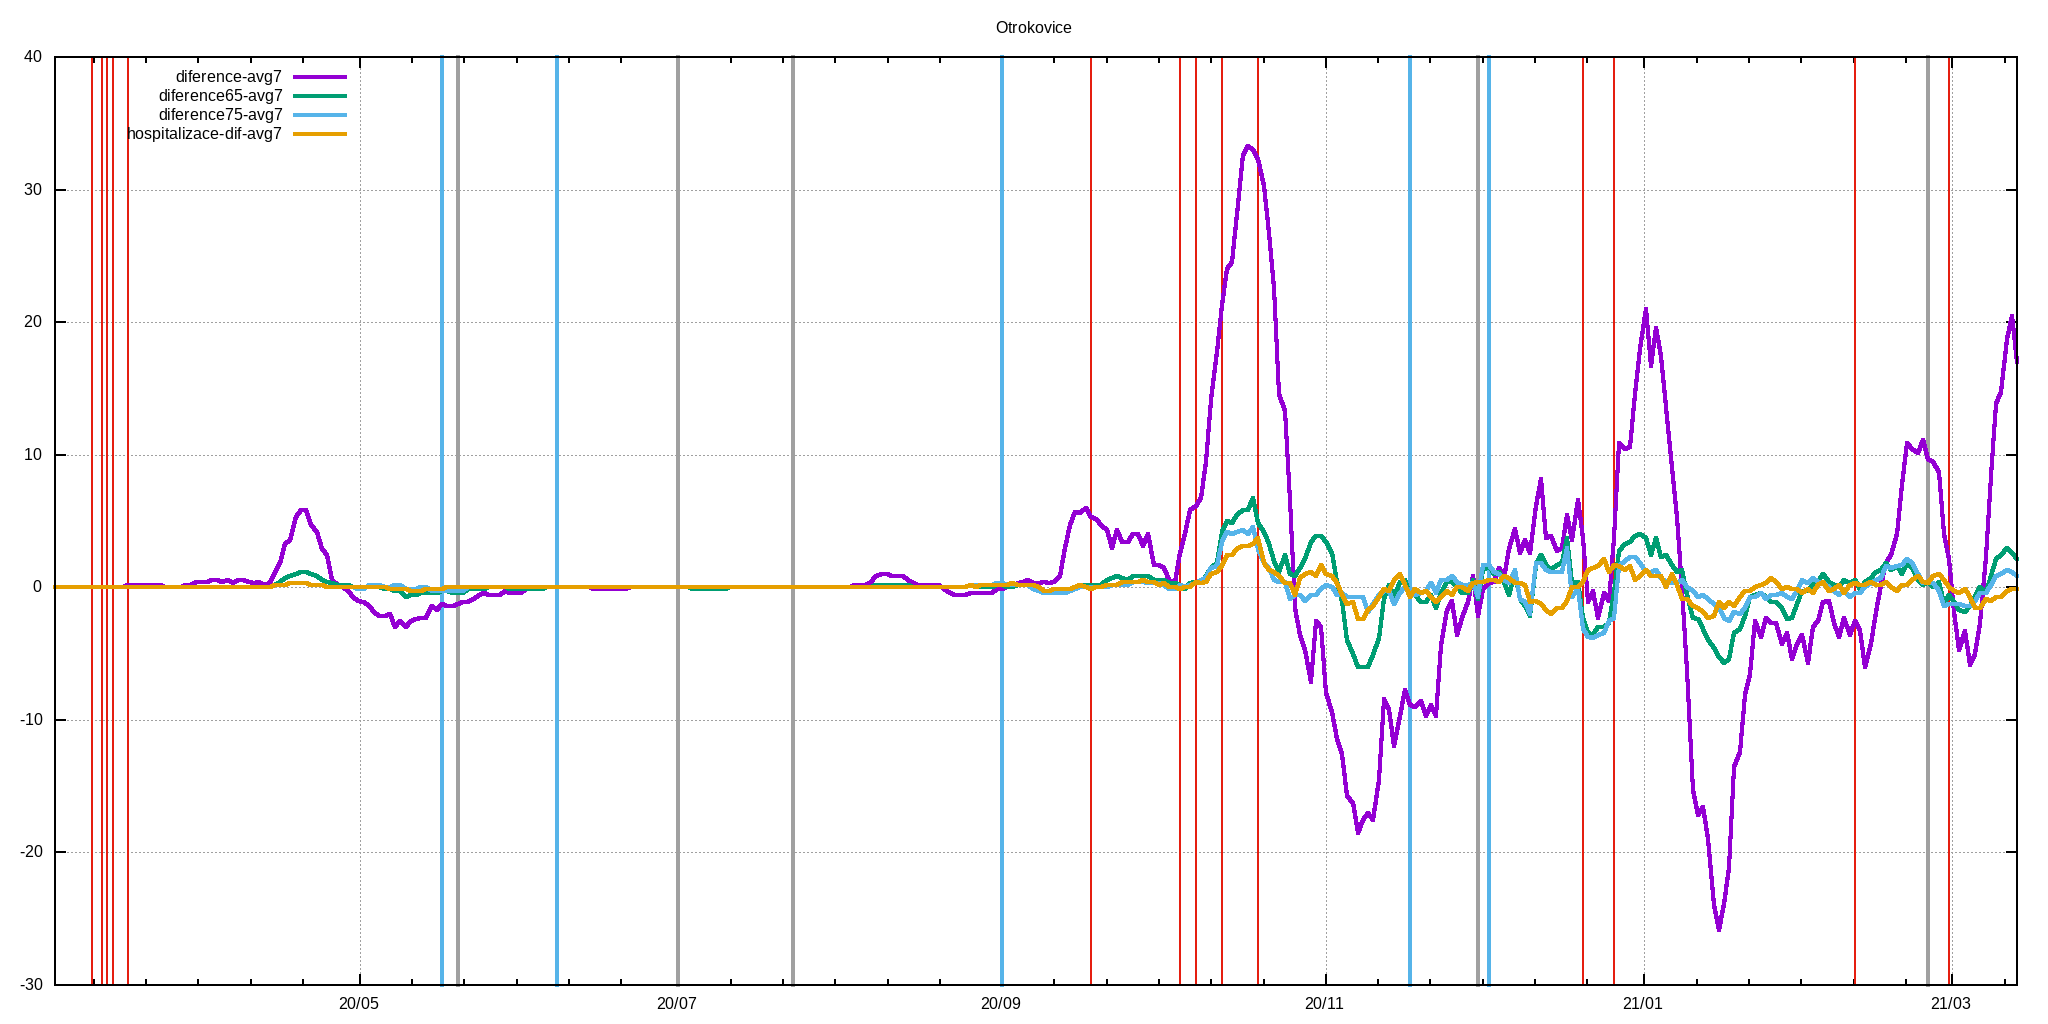 Otrokovice
diference-avg7
diference65-avg7
diference75-avg7
hospitalizace-dif-avg7
40
30
20
10
0
-10
-20
-30
20/05 20/07 20/09 20/11 21/01 21/03